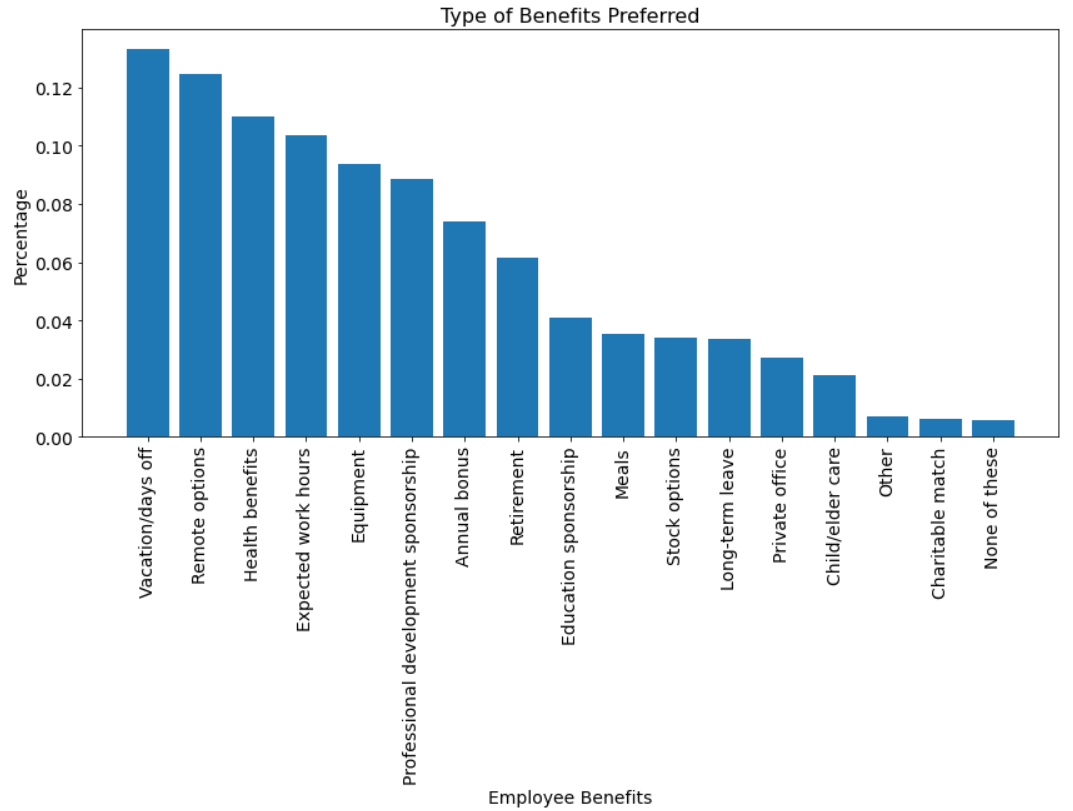 Type of Benefits Preferred
Percentage
0.12
0.10
0.08
0.06
0.04
0.02
0.00
Vacation/days off
Remote options
Health benefits
Expected work hours
Equipment
Professional development sponsorship
Annual bonus
Retirement
Education sponsorship
Meals
Stock options
Long-term leave
Private office
Child/elder care
Other
Charitable match
None of these
Employee Benefits